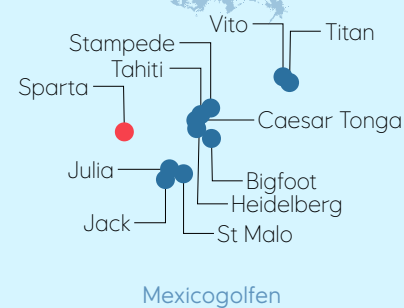 Vito
Titan
Stampede
Tahiti
Sparta
Caesar Tonga
Julia
Bigfoot
Heidelberg
Jack
St Malo
Mexicogolfen